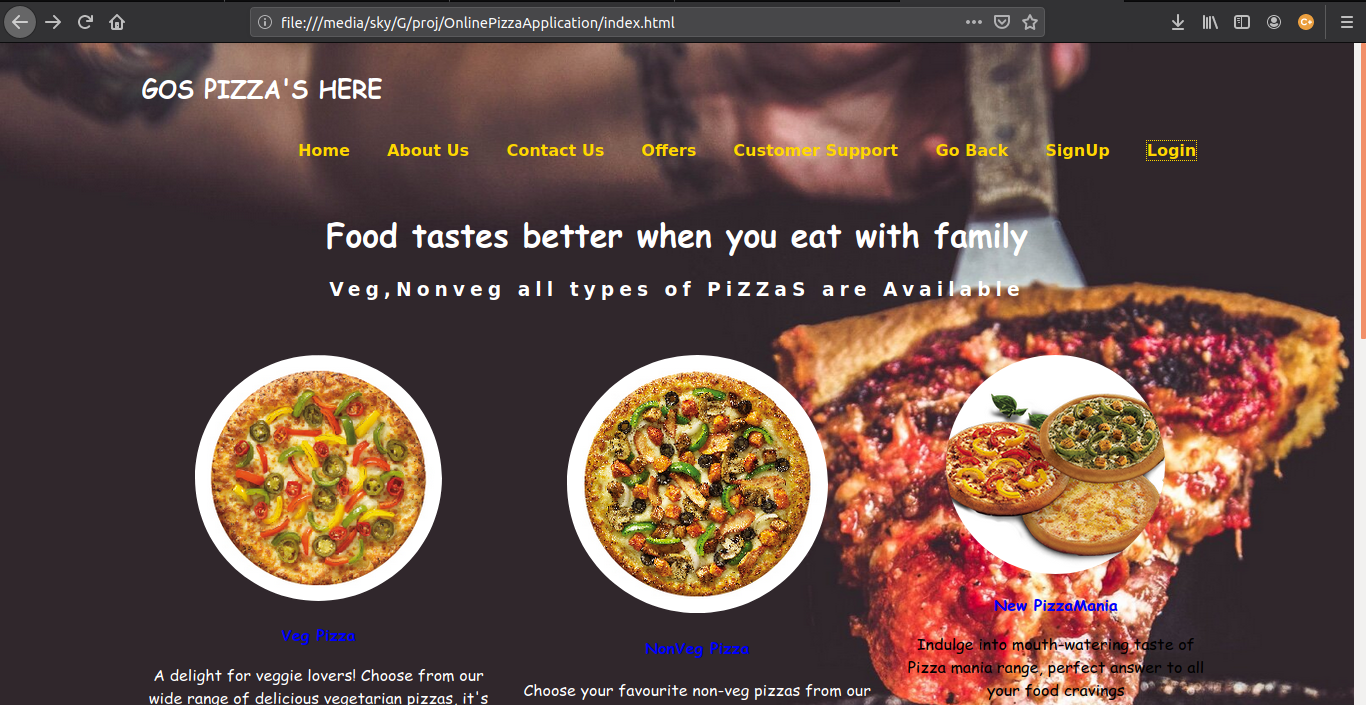 file:///media/sky/G/proj/OnlinePizzaApplication/index.html
GOS PIZZA'S HERE
Home About Us Contact Us Offers Customer Support Go Back SignUp Login
Food tastes better when you eat with family
Veg,Nonveg all types of PiZZaS are Available
Veg Pizza
A delight for veggie lovers! Choose from our
wide range of delicious vegetarian pizzas, it's
NonVeg Pizza
Choose your favourite non-veg pizzas from our
New PizzaMania
Indulge into mouth-watering taste of
Pizza mania range, perfect answer to all
your food cravings